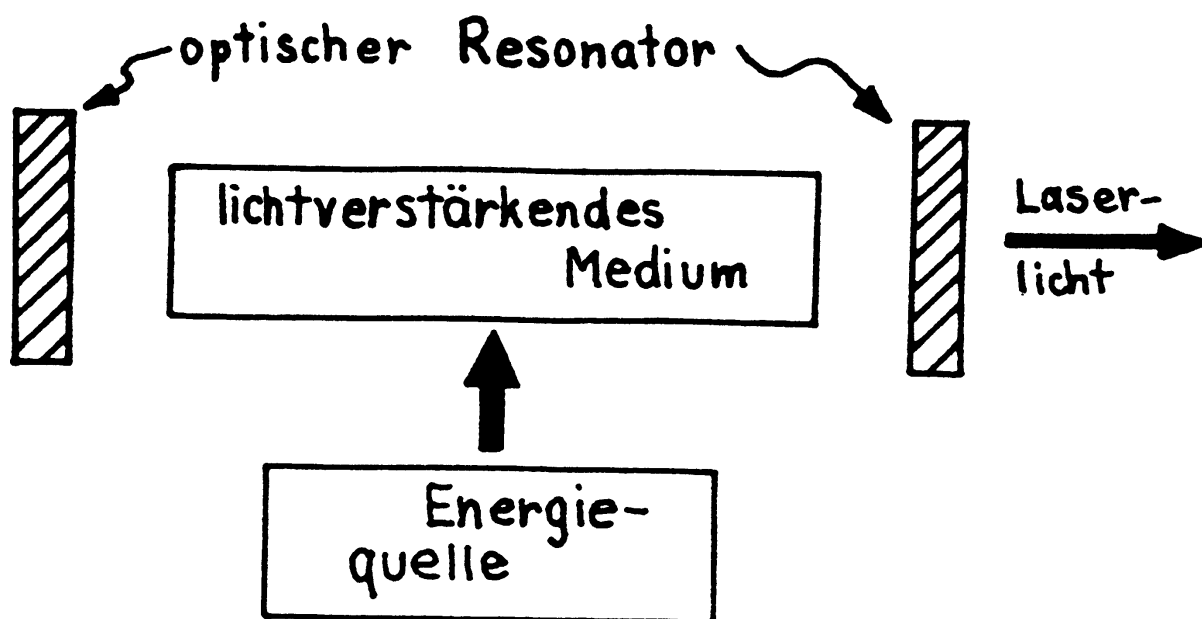 optischer Resonator
lichtverstärkendes
Medium
Laser-
licht
Energie-
quelle